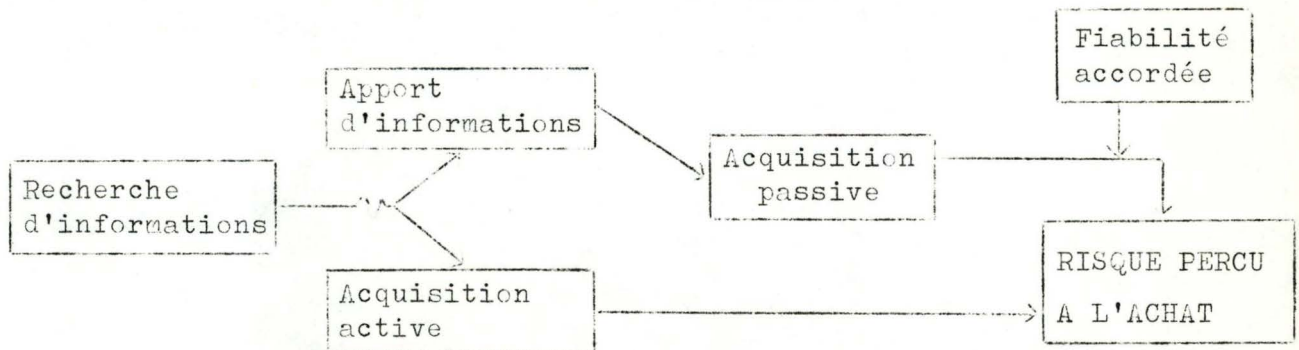 Fiabilité
accordée
Apport
d'informations
Acquisition
passive
Recherche
d'informations
RISQUE PERCU
A L'ACHAT
Acquisition
active